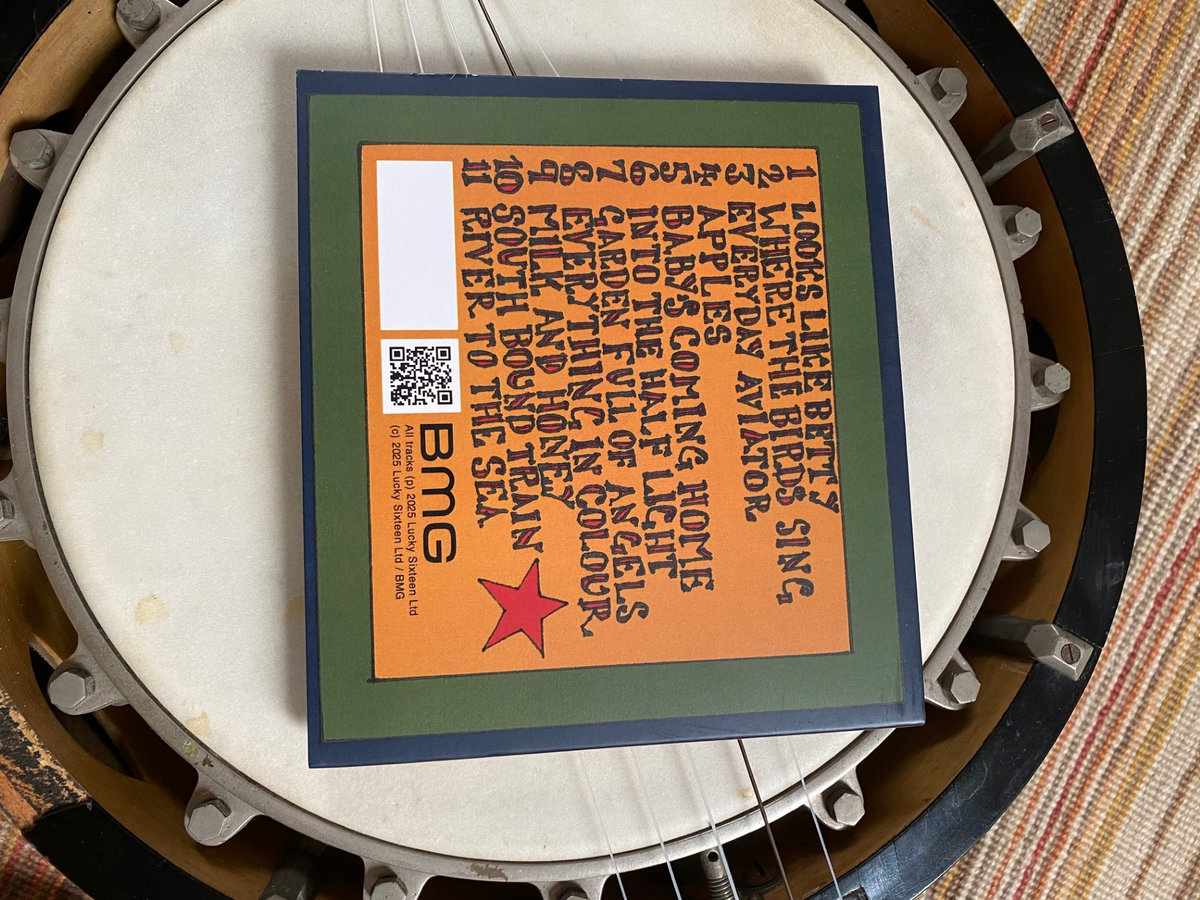 1 LOOKS LIKE BETTY
2 WHERE THE BIRDS SING
3 EVERYDAY AVIATOR
4 APPLES
5 BABY'S COMING HOME
6 INTO THE HALF LIGHT
7 GARDEN FULL OF ANGELS
8 EVERYTHING IN COLOUR
9 MILK AND HONEY
10 SOUTH BOUND TRAIN
11 RIVER TO THE SEA
BMG
All tracks (p) 2025 Lucky Sixteen Ltd
(c) 2025 Lucky Sixteen Ltd / BMG